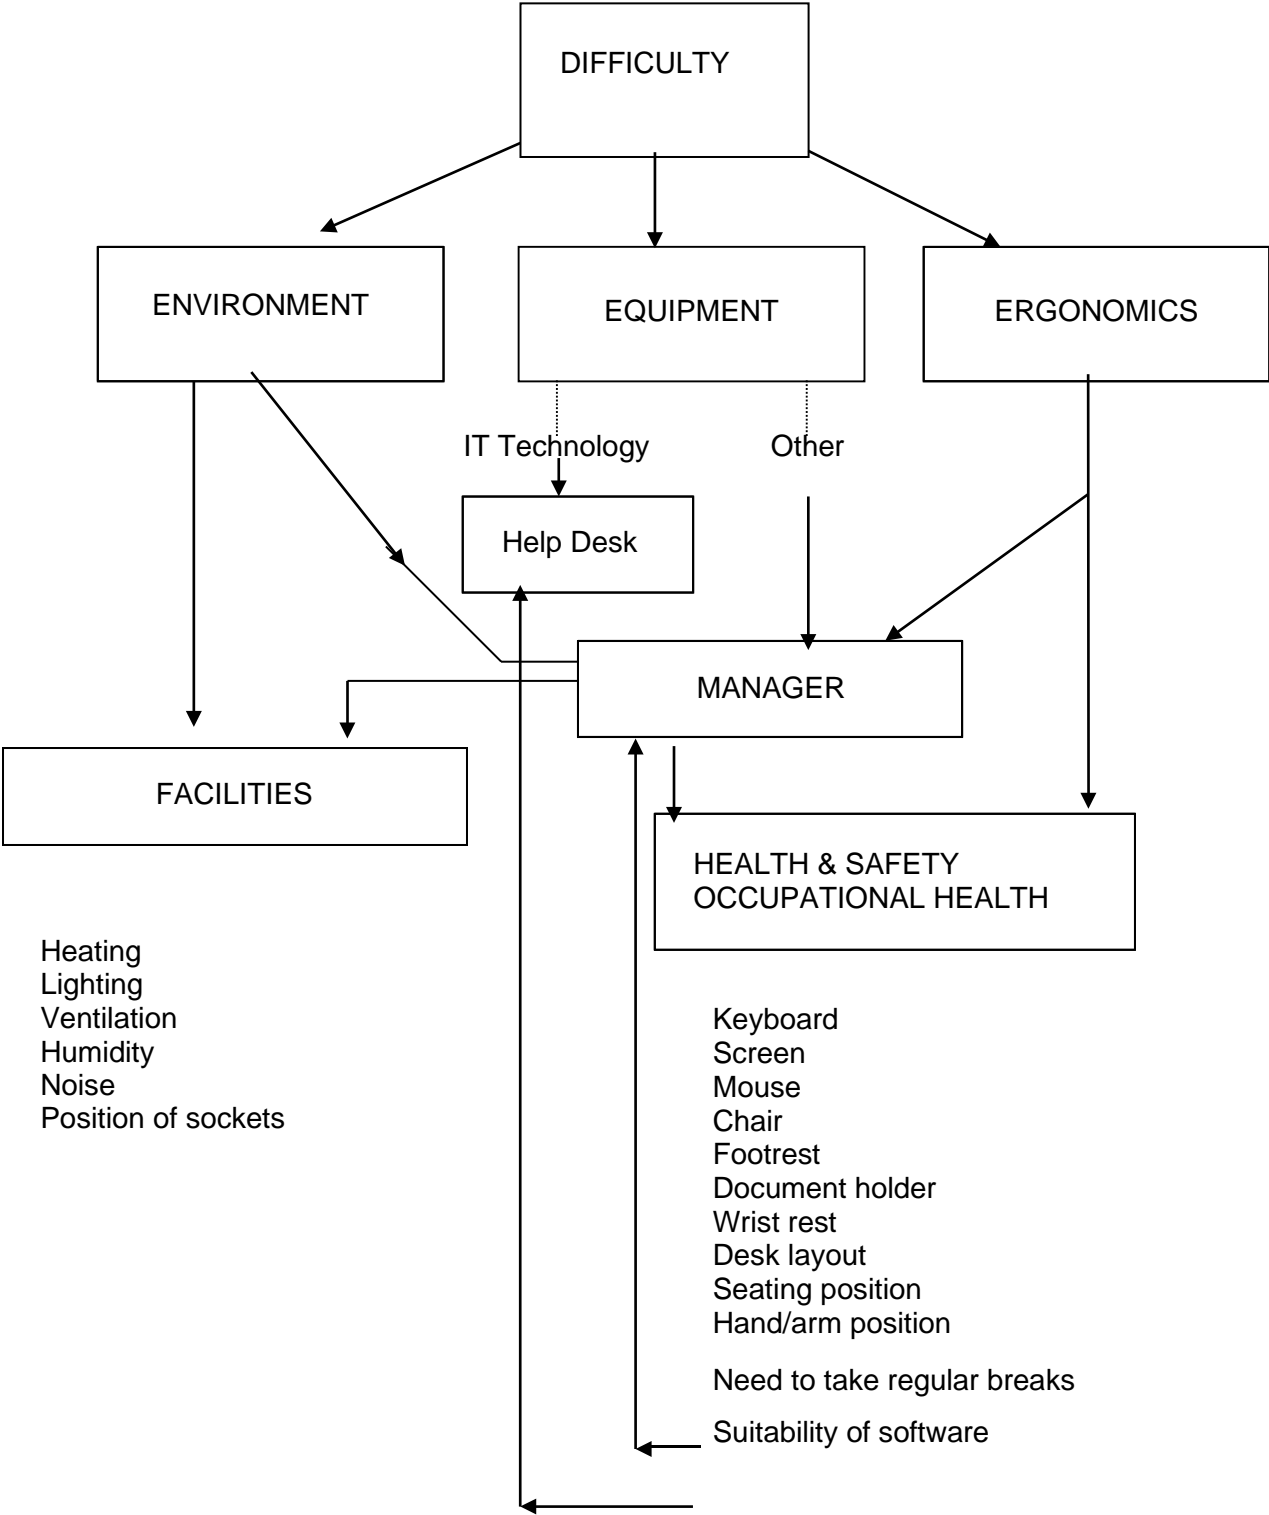 DIFFICULTY
ENVIRONMENT
EQUIPMENT
ERGONOMICS
IT Technology
Other
Help Desk
MANAGER
FACILITIES
HEALTH & SAFETY
OCCUPATIONAL HEALTH
Heating
Lighting
Ventilation
Humidity
Noise
Position of sockets
Keyboard
Screen
Mouse
Chair
Footrest
Document holder
Wrist rest
Desk layout
Seating position
Hand/arm position
Need to take regular breaks
Suitability of software